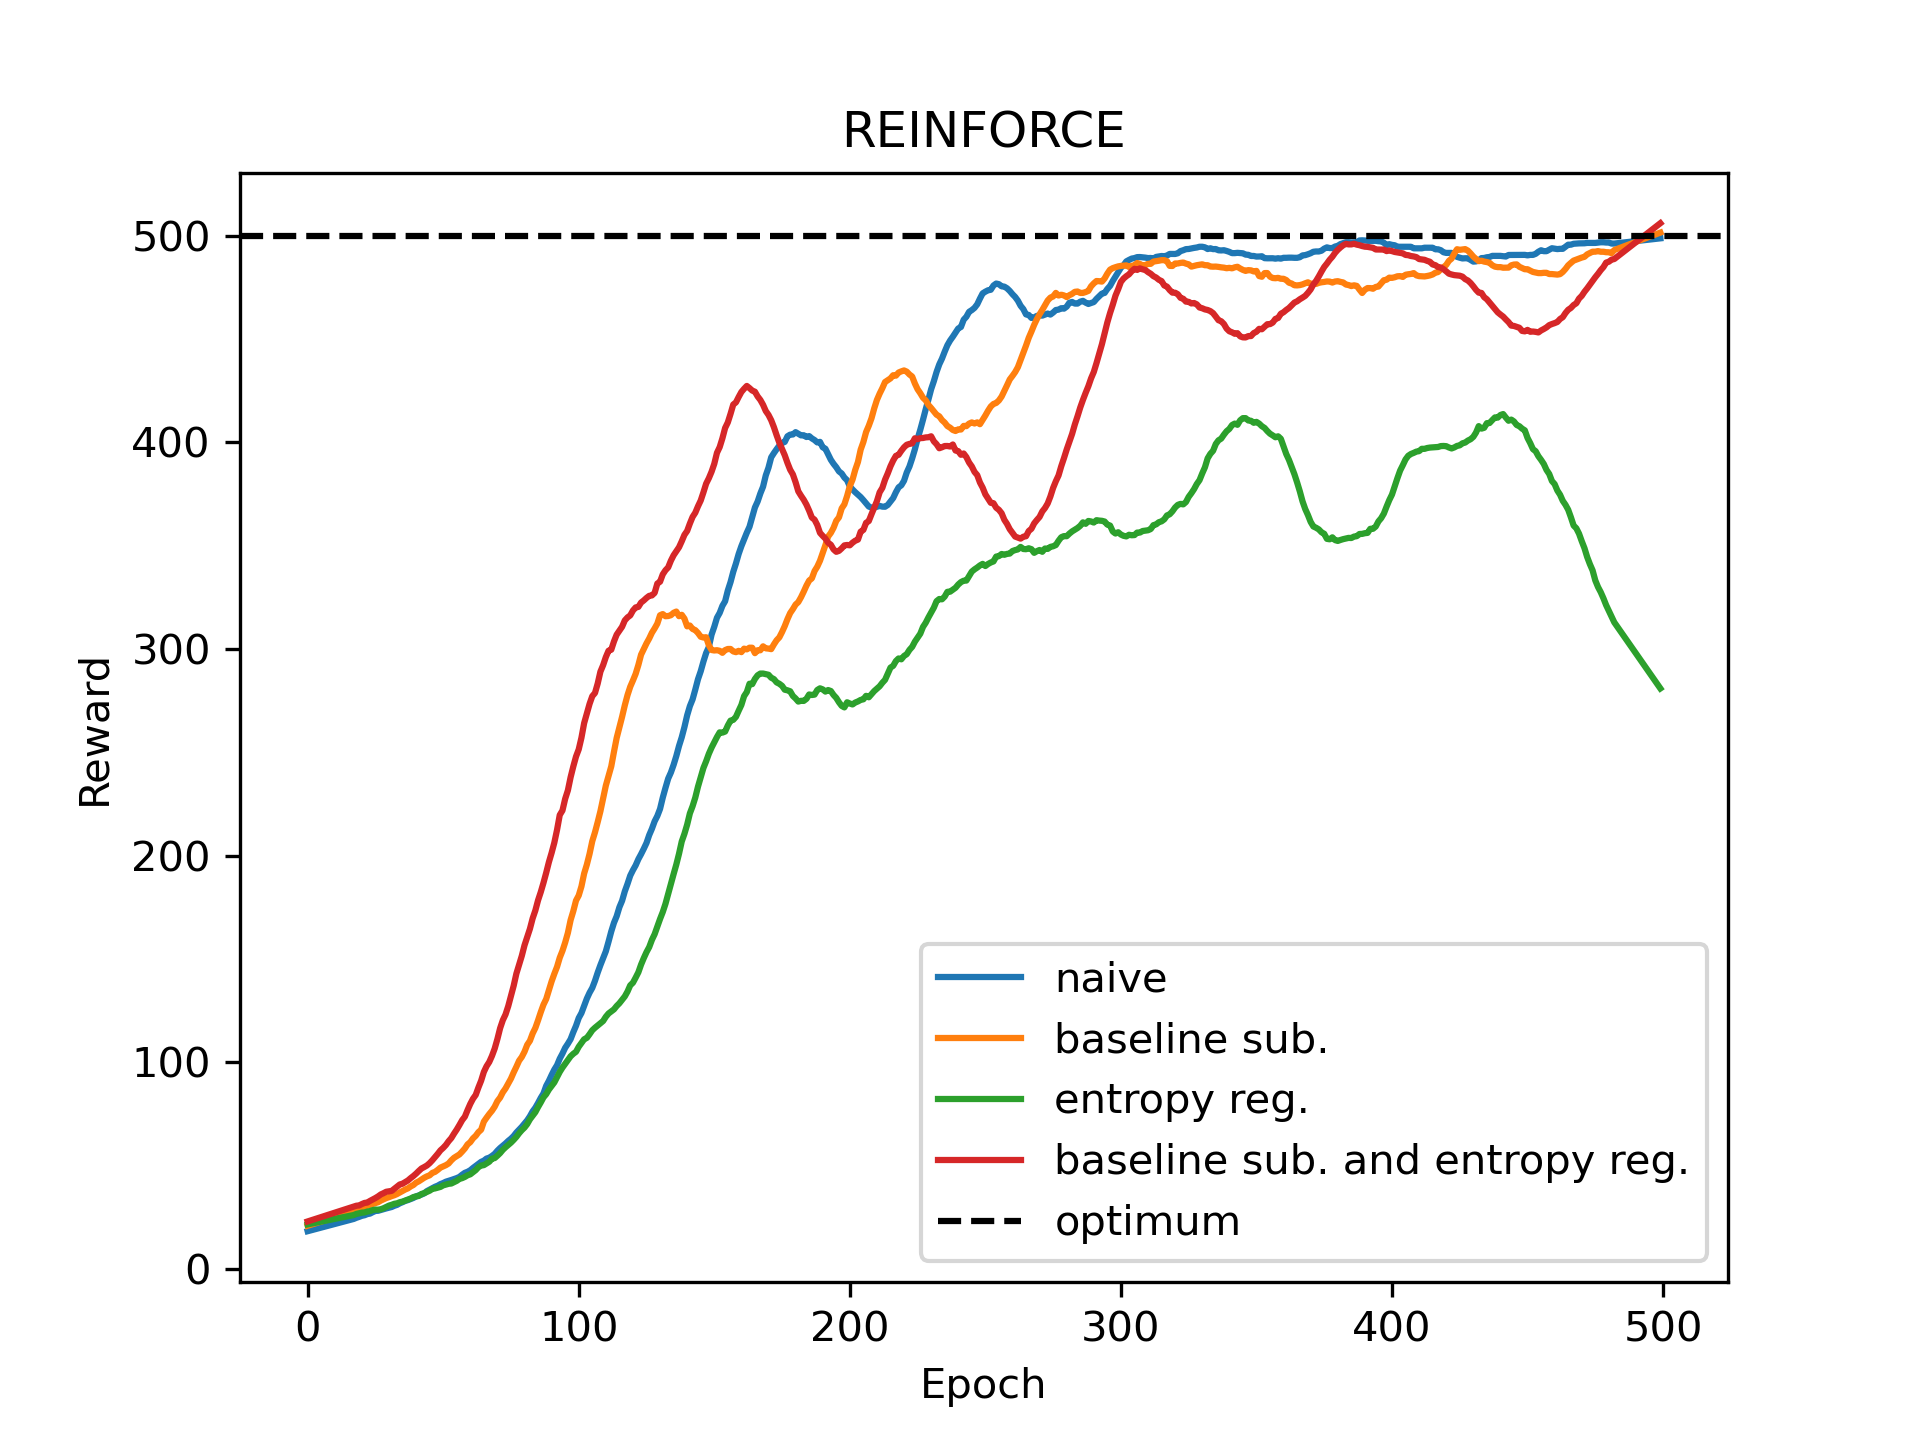 REINFORCE
500
400
300
200
100
0
Reward
naive
baseline sub.
entropy reg.
baseline sub. and entropy reg.
optimum
0 100 200 300 400 500
Epoch